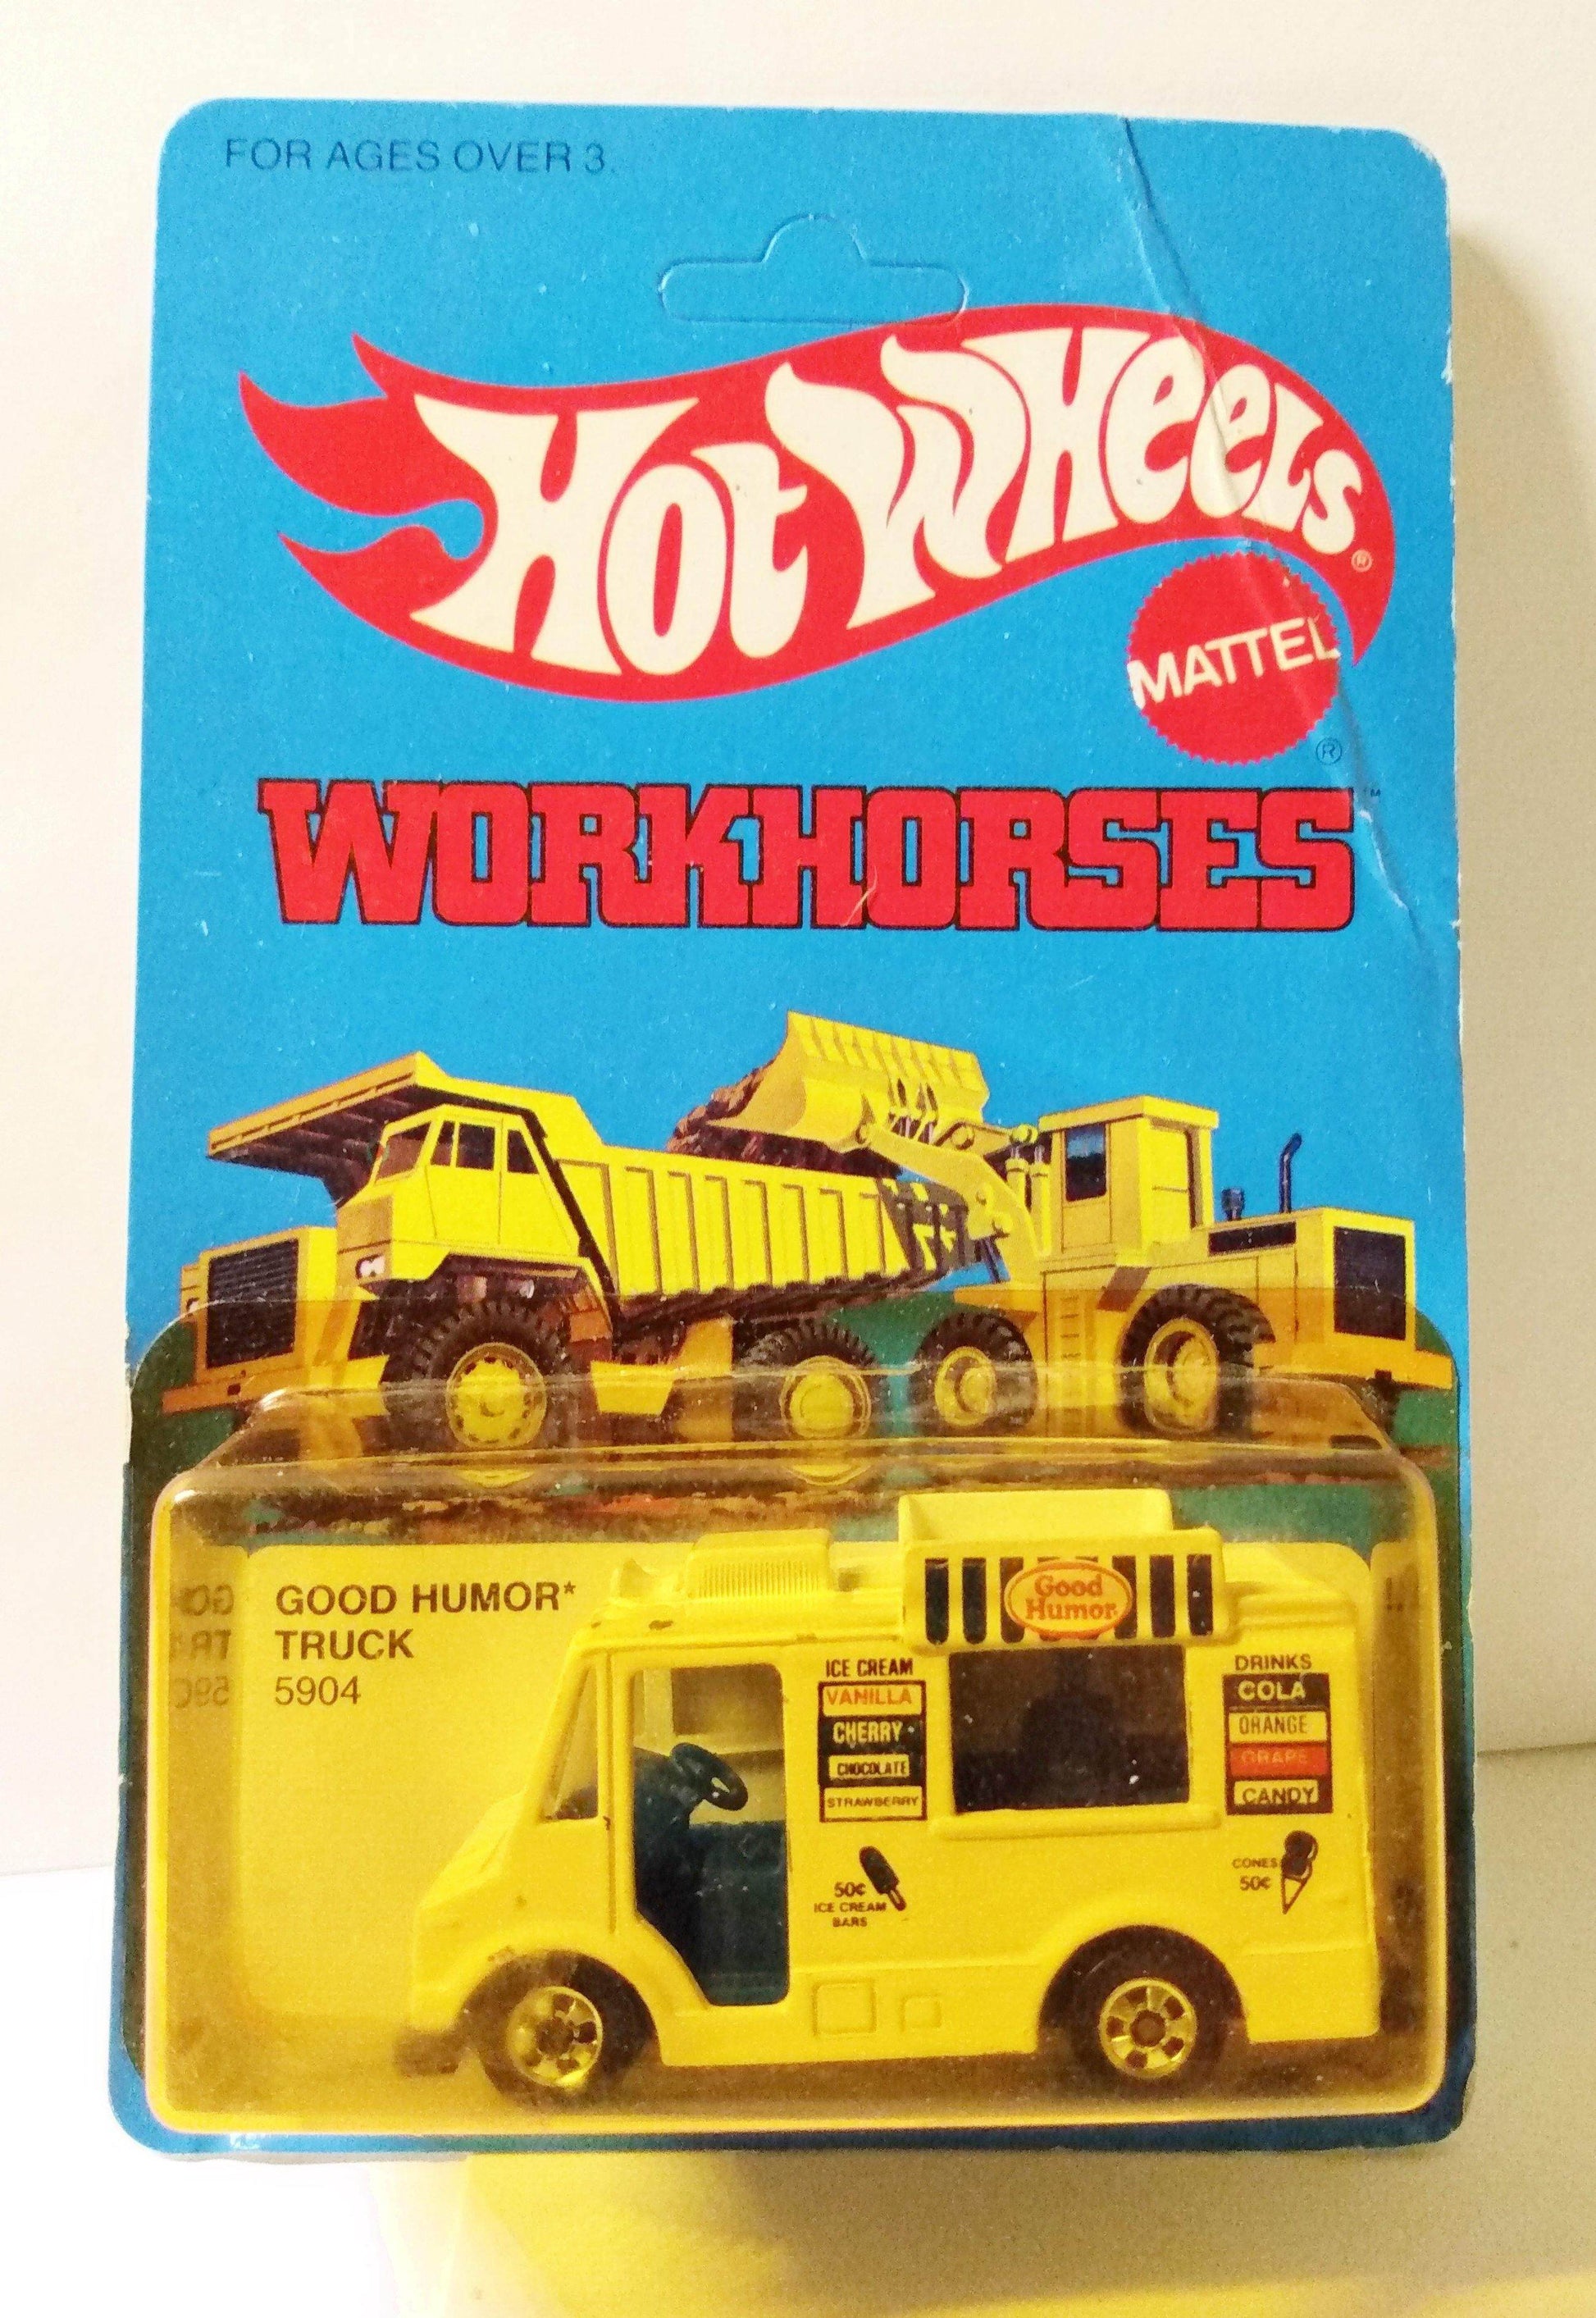 FOR AGES OVER 3.
HOT WHEELS®
MATTEL
®
WORKHORSES™
GOOD HUMOR*
TRUCK
5904
Good
Humor
ICE CREAM
VANILLA
CHERRY
CHOCOLATE
STRAWBERRY
50¢
ICE CREAM
BARS
DRINKS
COLA
ORANGE
GRAPE
CANDY
CONES
50¢